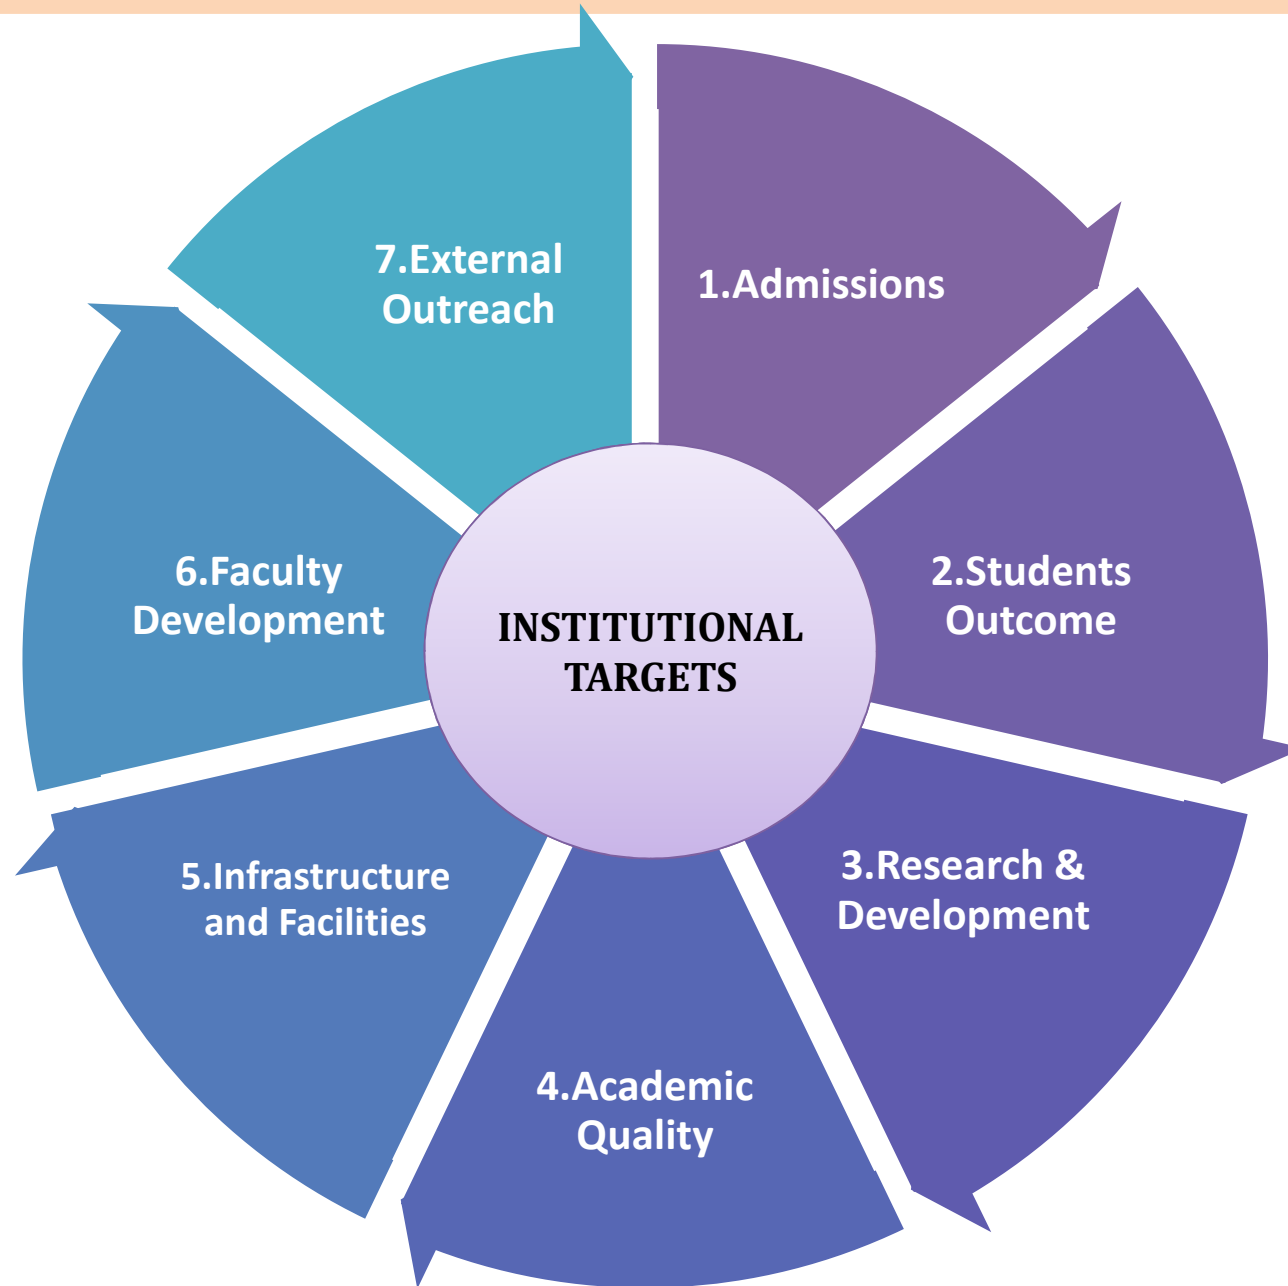 1.Admissions
2.Students
Outcome
3.Research &
Development
4.Academic
Quality
5.Infrastructure
and Facilities
6.Faculty
Development
7.External
Outreach
INSTITUTIONAL
TARGETS